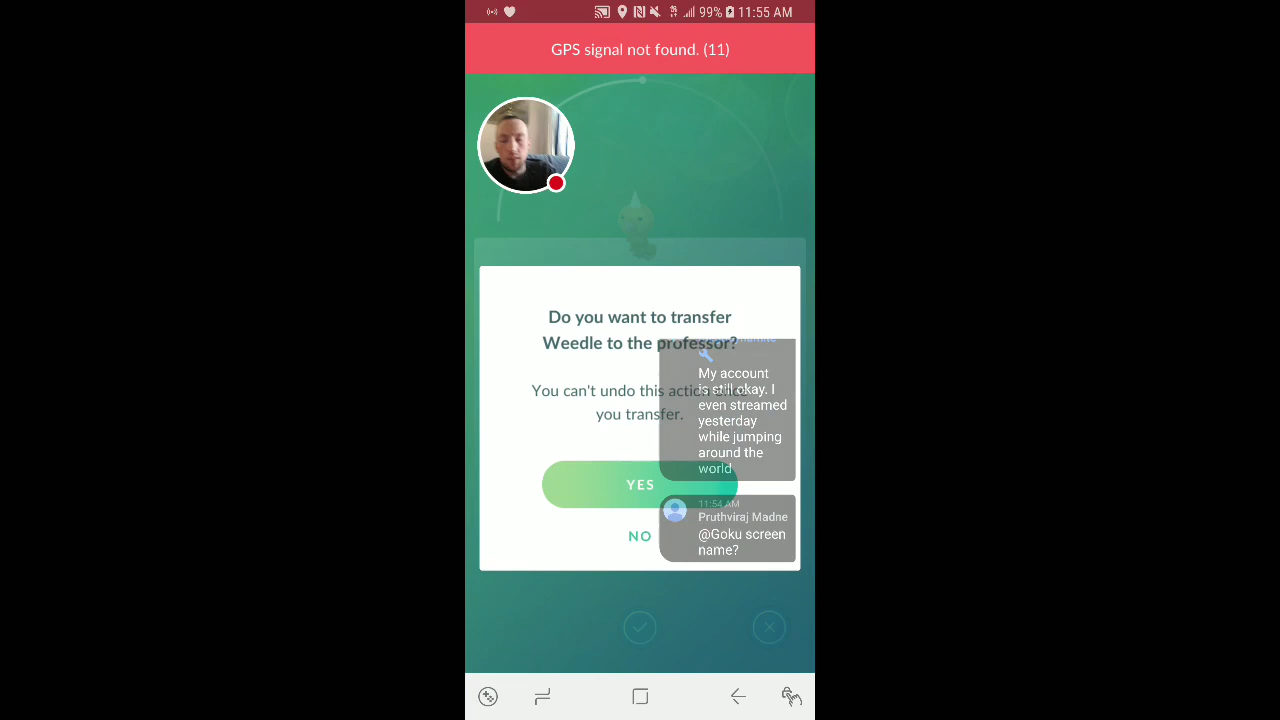 99% 11:55 AM
GPS signal not found. (11)
Do you want to transfer
Weedle to the professor?
You can't undo this action once
you transfer.
YES
NO
My account
is still okay. I
even streamed
yesterday
while jumping
around the
world
11:54 AM
Pruthviraj Madne
@Goku screen
name?